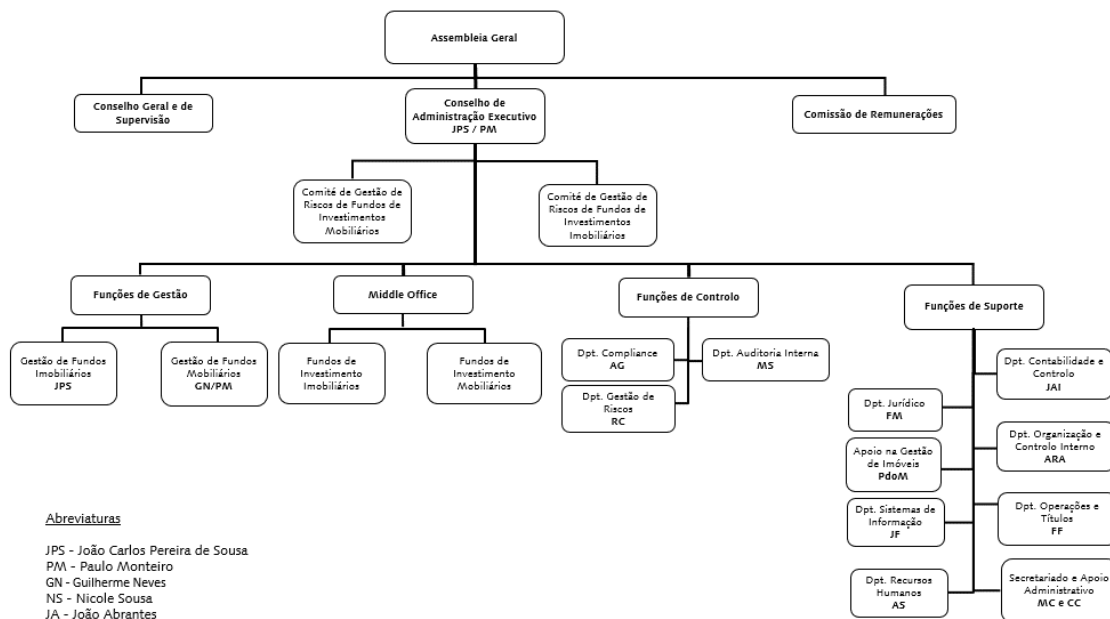 Assembleia Geral
Conselho Geral e de
Supervisão
Conselho de
Administração Executivo
JPS / PM
Comissão de Remunerações
Comité de Gestão de
Riscos de Fundos de
Investimentos
Mobiliários
Comité de Gestão de
Riscos de Fundos de
Investimentos
Imobiliários
Funções de Gestão
Middle Office
Funções de Controlo
Funções de Suporte
Gestão de Fundos
Imobiliários
JPS
Gestão de Fundos
Mobiliários
GN/PM
Fundos de
Investimento
Imobiliários
Fundos de
Investimento
Mobiliários
Dpt. Compliance
AG
Dpt. Auditoria Interna
MS
Dpt. Gestão de
Riscos
RC
Dpt. Contabilidade e
Controlo
JAI
Dpt. Jurídico
FM
Dpt. Organização e
Controlo Interno
ARA
Apoio na Gestão
de Imóveis
PdoM
Dpt. Sistemas de
Informação
JF
Dpt. Operações e
Títulos
FF
Dpt. Recursos
Humanos
AS
Secretariado e Apoio
Administrativo
MC e CC
Abreviaturas
JPS - João Carlos Pereira de Sousa
PM - Paulo Monteiro
GN - Guilherme Neves
NS - Nicole Sousa
JA - João Abrantes